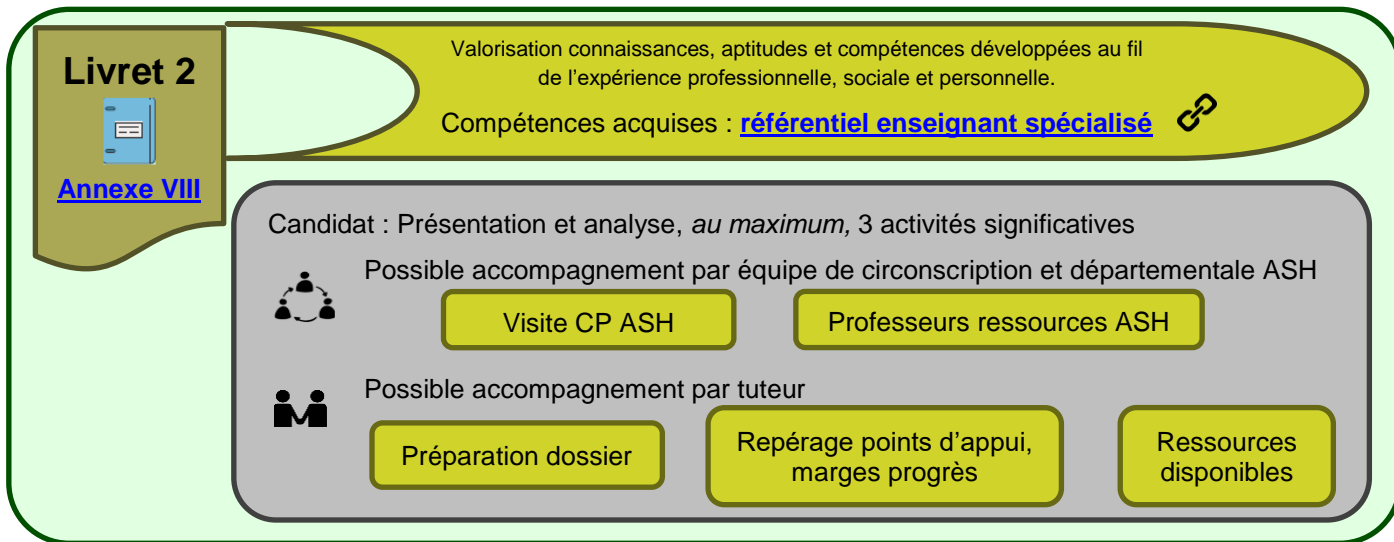 Livret 2
Annexe VIII
Valorisation connaissances, aptitudes et compétences développées au fil
de l'expérience professionnelle, sociale et personnelle.
Compétences acquises : référentiel enseignant spécialisé
Candidat : Présentation et analyse, au maximum, 3 activités significatives
Possible accompagnement par équipe de circonscription et départementale ASH
Visite CP ASH
Professeurs ressources ASH
Possible accompagnement par tuteur
Préparation dossier
Repérage points d'appui,
marges progrès
Ressources
disponibles